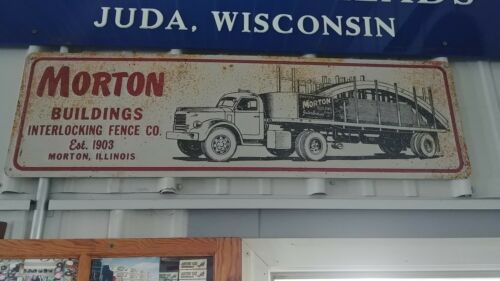 JUDA, WISCONSIN
MORTON
BUILDINGS
INTERLOCKING FENCE CO.
Est. 1903
MORTON, ILLINOIS
MORTON